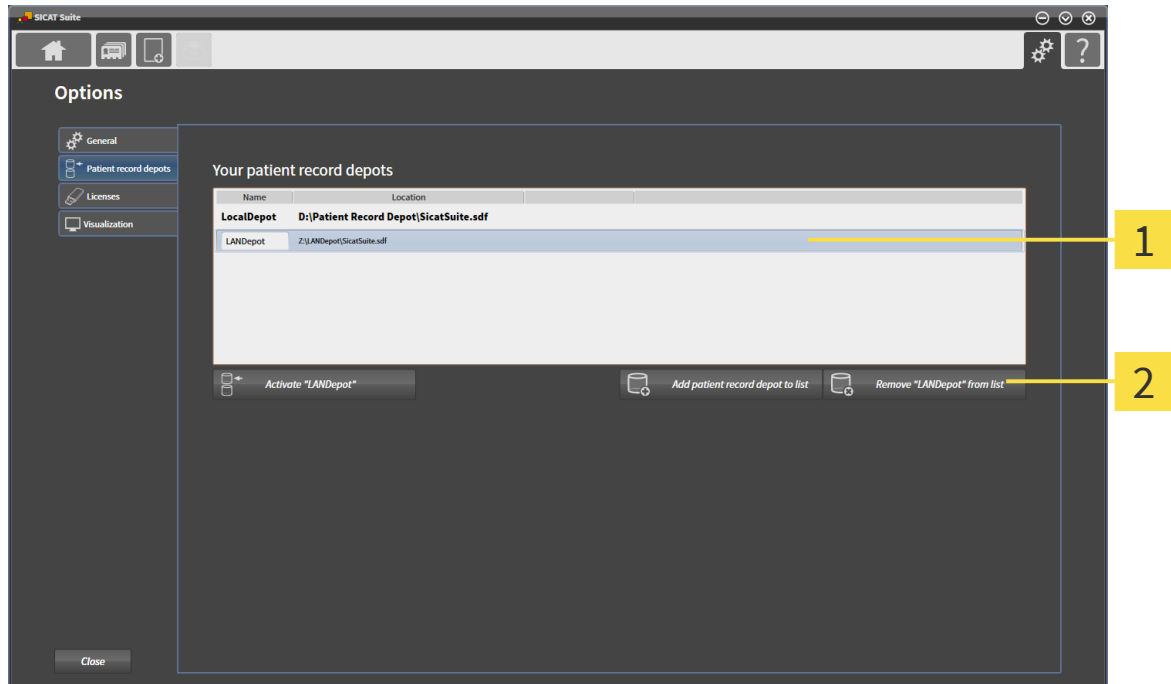 SICAT Suite
?
Options
General
Patient record depots
Licenses
Visualization
Your patient record depots
Name Location
LocalDepot D:\Patient Record Depot\SicatSuite.sdf
LANDepot Z:\LANDepot\SicatSuite.sdf
1
Activate "LANDepot" Add patient record depot to list Remove "LANDepot" from list
2
Close